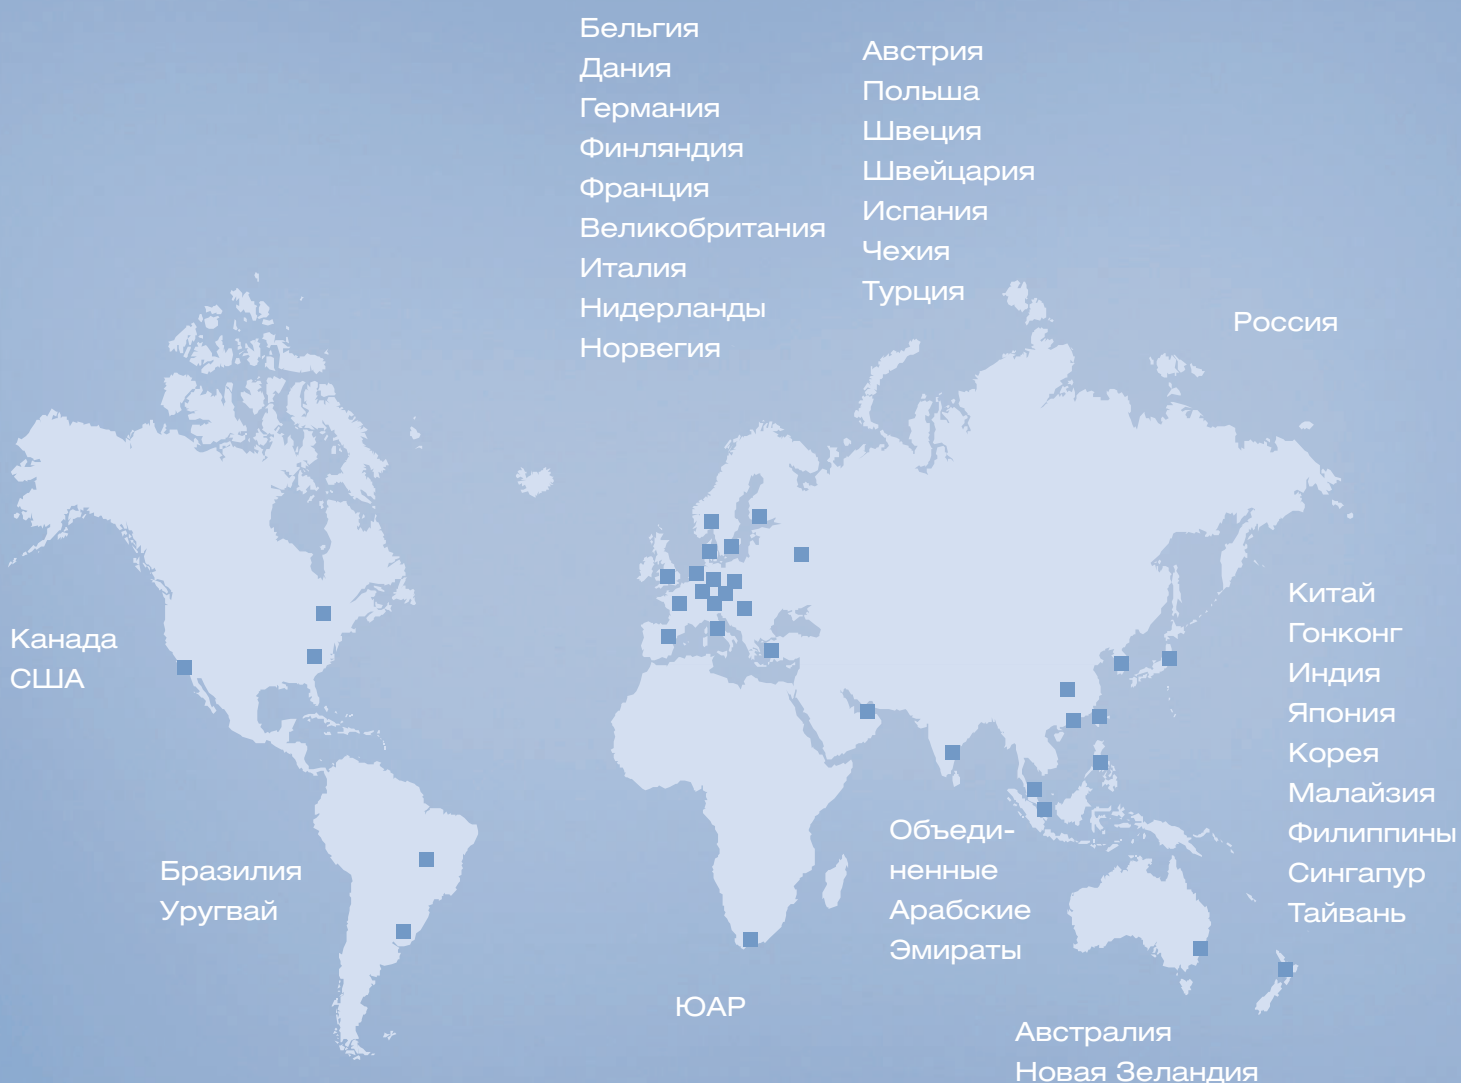 Бельгия
Дания
Германия
Финляндия
Франция
Великобритания
Италия
Нидерланды
Норвегия
Австрия
Польша
Швеция
Швейцария
Испания
Чехия
Турция
Россия
Канада
США
Китай
Гонконг
Индия
Япония
Корея
Малайзия
Филиппины
Сингапур
Тайвань
Бразилия
Уругвай
Объеди-
ненные
Арабские
Эмираты
ЮАР
Австралия
Новая Зеландия